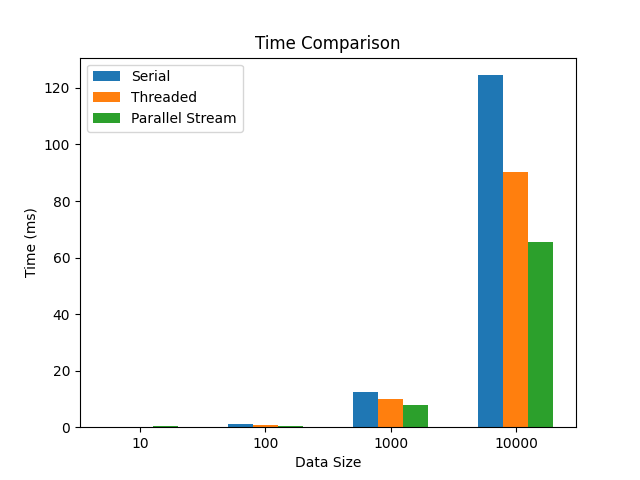 Time Comparison
Serial
Threaded
Parallel Stream
120
100
80
60
40
20
0
Time (ms)
10 100 1000 10000
Data Size